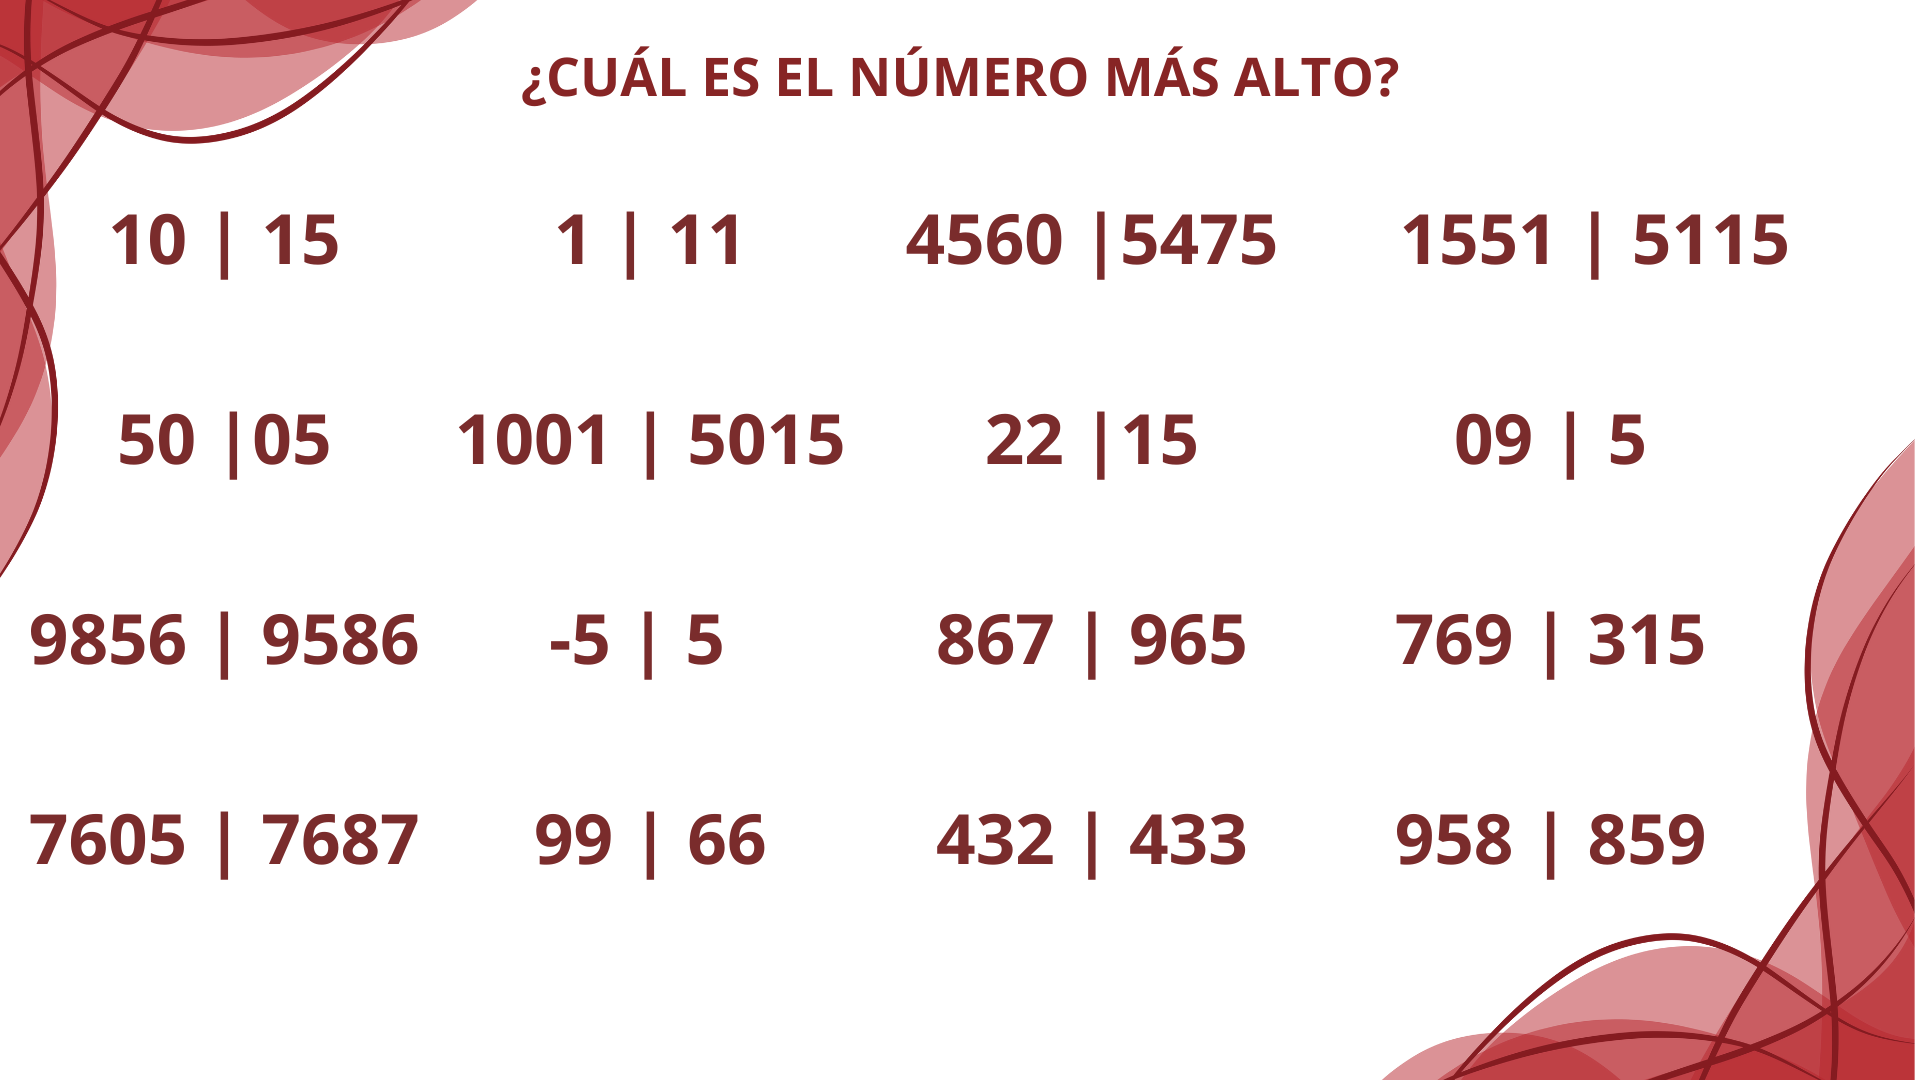 ¿CUÁL ES EL NÚMERO MÁS ALTO?
10 | 15 1 | 11 4560 |5475 1551 | 5115
50 |05 1001 | 5015 22 |15 09 | 5
9856 | 9586 -5 | 5 867 | 965 769 | 315
7605 | 7687 99 | 66 432 | 433 958 | 859